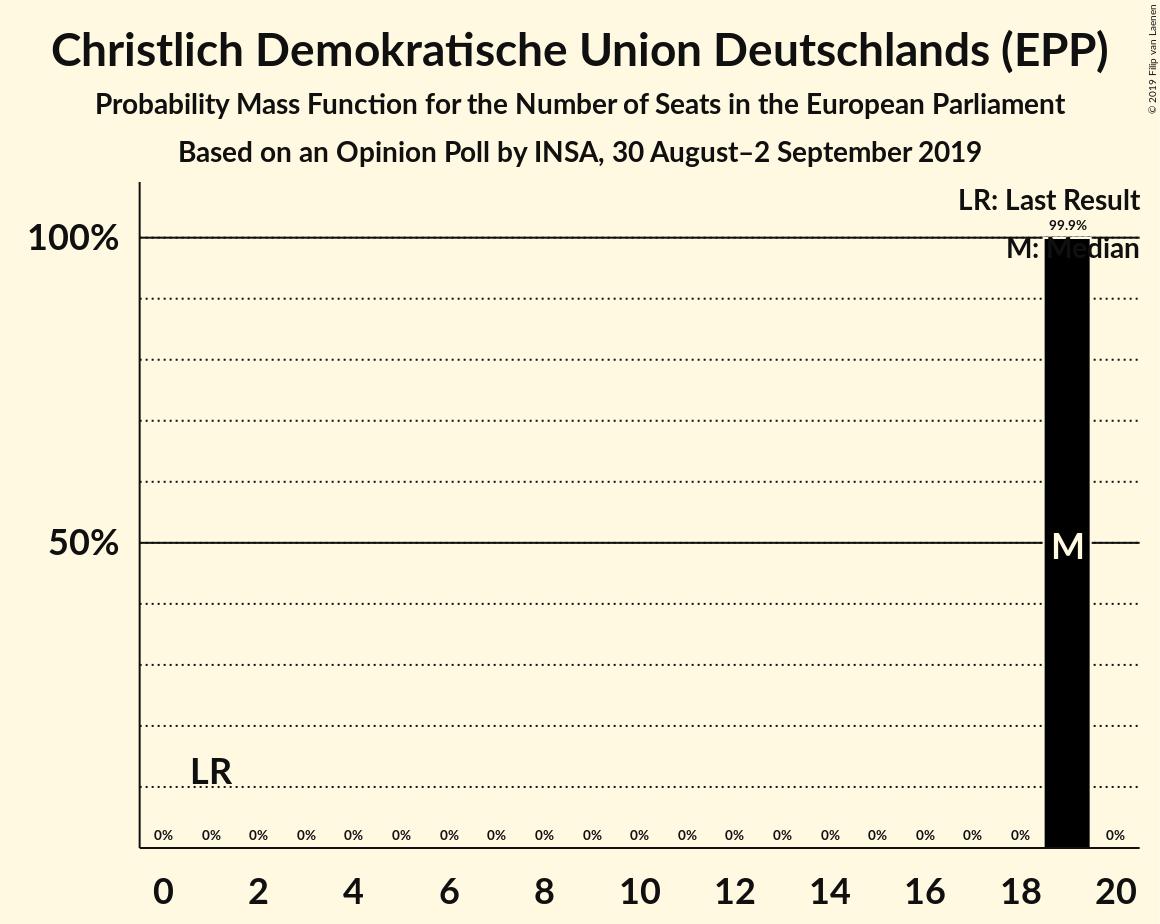 Christlich Demokratische Union Deutschlands (EPP)
Probability Mass Function for the Number of Seats in the European Parliament
Based on an Opinion Poll by INSA, 30 August–2 September 2019
© 2019 Filip van Laenen
LR: Last Result
99.9%
M: Median
100%
50%
M
LR
0% 0% 0% 0% 0% 0% 0% 0% 0% 0% 0% 0% 0% 0% 0% 0% 0% 0% 0% 0%
0 2 4 6 8 10 12 14 16 18 20